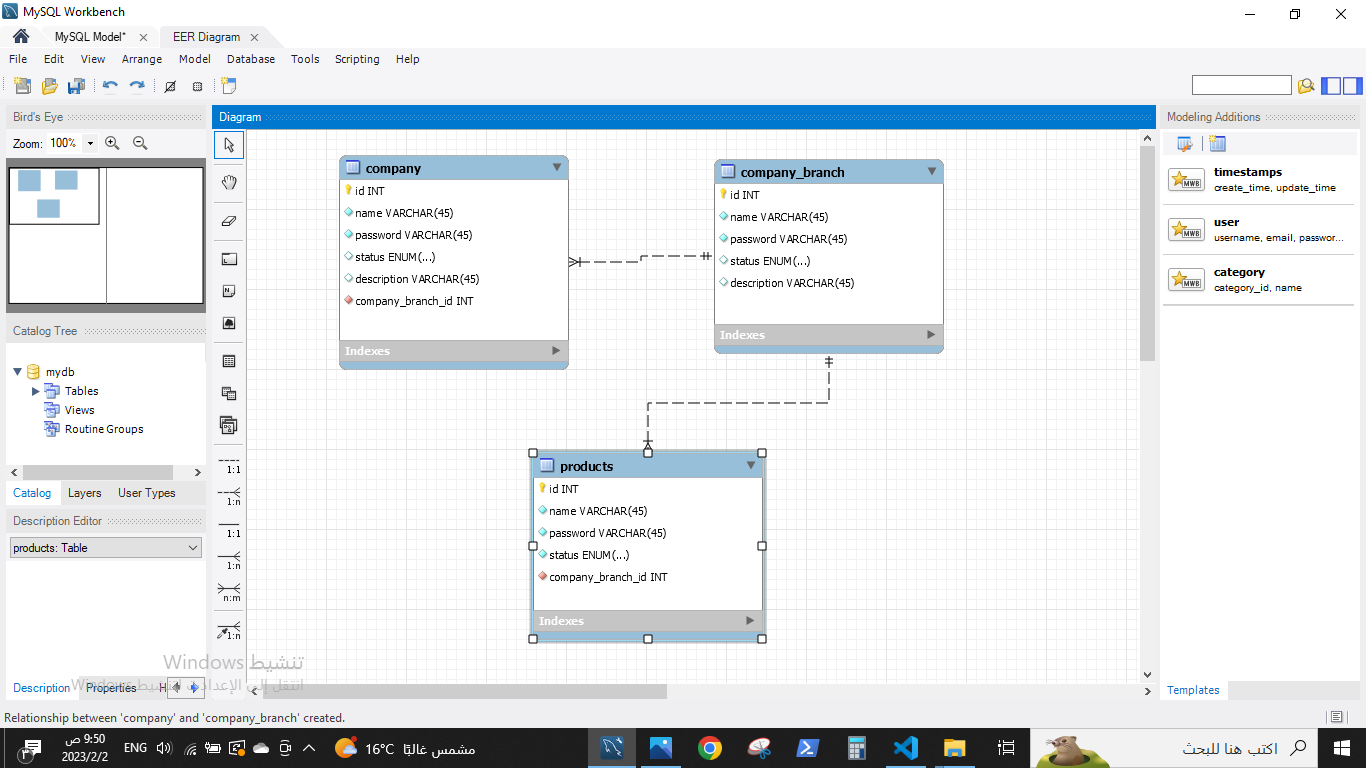 MySQL Workbench
MySQL Model*
EER Diagram
File Edit View Arrange Model Database Tools Scripting Help
Bird's Eye
Zoom: 100%
Catalog Tree
mydb
Tables
Views
Routine Groups
Catalog Layers User Types
Description Editor
products: Table
Description Properties H
Diagram
1:1
1:n
1:1
1:n
n:m
1:n
company
id INT
name VARCHAR(45)
password VARCHAR(45)
status ENUM(...)
description VARCHAR(45)
company_branch_id INT
Indexes
company_branch
id INT
name VARCHAR(45)
password VARCHAR(45)
status ENUM(...)
description VARCHAR(45)
Indexes
products
id INT
name VARCHAR(45)
password VARCHAR(45)
status ENUM(...)
company_branch_id INT
Indexes
Modeling Additions
MWB
timestamps
create_time, update_time
MWB
user
username, email, passwor...
MWB
category
category_id, name
Templates
تنشيط Windows
انتقل إلى الإعدادات لتنشيط Windows
Relationship between 'company' and 'company_branch' created.
٣
9:50 ص
2023/2/2
ENG
16°C مشمس غالبًا
اكتب هنا للبحث